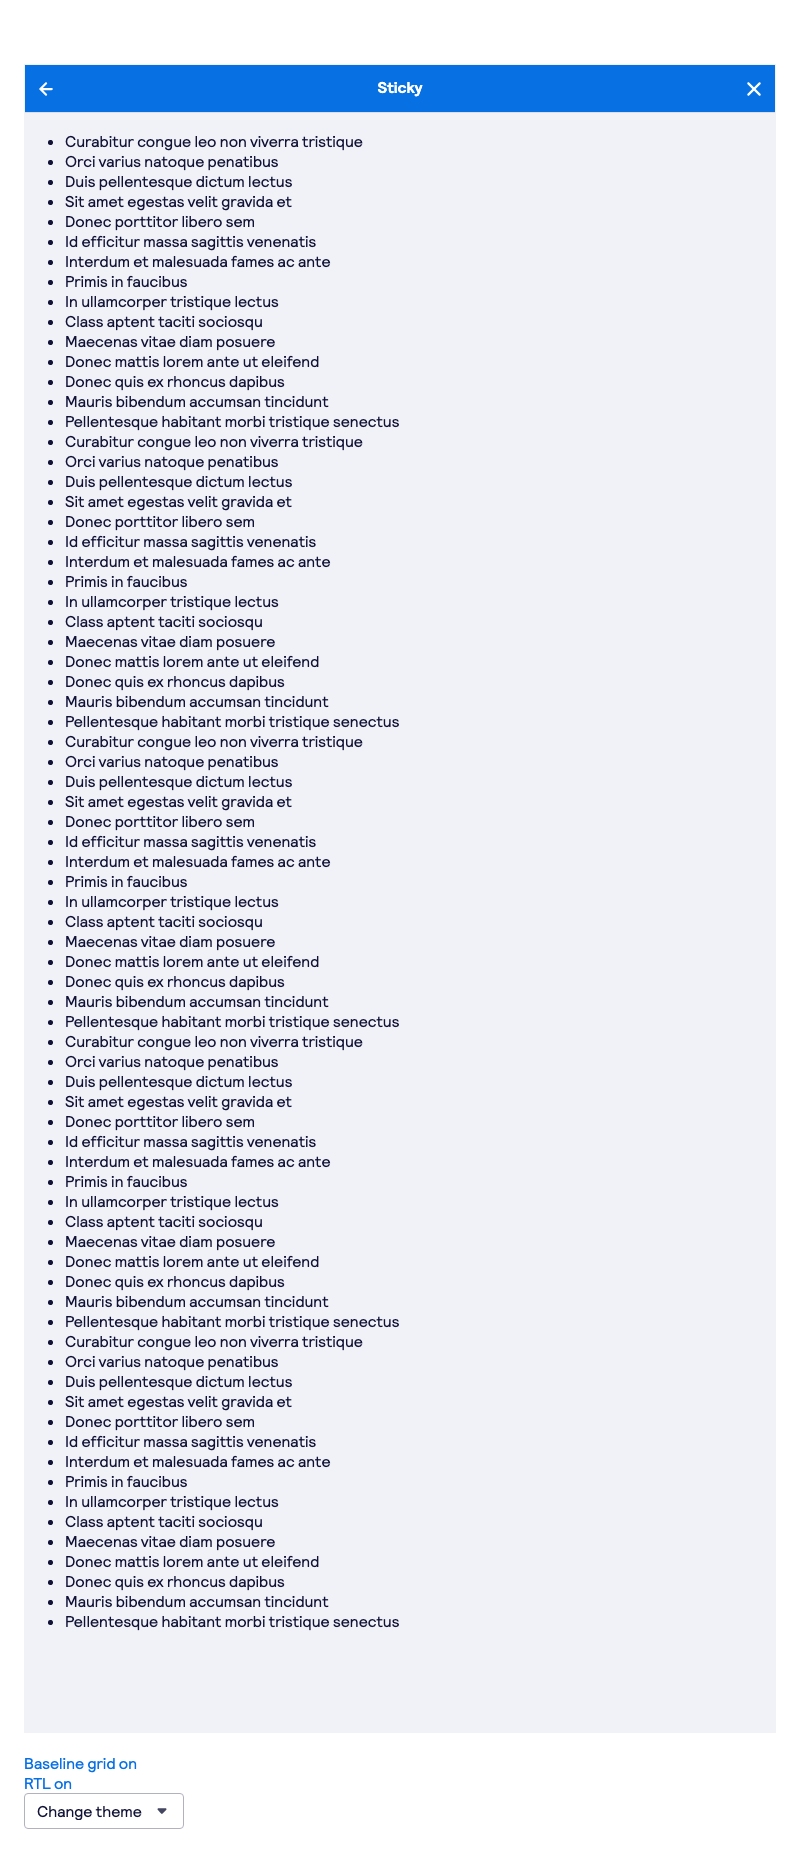 Sticky
Curabitur congue leo non viverra tristique
Orci varius natoque penatibus
Duis pellentesque dictum lectus
Sit amet egestas velit gravida et
Donec porttitor libero sem
Id efficitur massa sagittis venenatis
Interdum et malesuada fames ac ante
Primis in faucibus
In ullamcorper tristique lectus
Class aptent taciti sociosqu
Maecenas vitae diam posuere
Donec mattis lorem ante ut eleifend
Donec quis ex rhoncus dapibus
Mauris bibendum accumsan tincidunt
Pellentesque habitant morbi tristique senectus
Curabitur congue leo non viverra tristique
Orci varius natoque penatibus
Duis pellentesque dictum lectus
Sit amet egestas velit gravida et
Donec porttitor libero sem
Id efficitur massa sagittis venenatis
Interdum et malesuada fames ac ante
Primis in faucibus
In ullamcorper tristique lectus
Class aptent taciti sociosqu
Maecenas vitae diam posuere
Donec mattis lorem ante ut eleifend
Donec quis ex rhoncus dapibus
Mauris bibendum accumsan tincidunt
Pellentesque habitant morbi tristique senectus
Curabitur congue leo non viverra tristique
Orci varius natoque penatibus
Duis pellentesque dictum lectus
Sit amet egestas velit gravida et
Donec porttitor libero sem
Id efficitur massa sagittis venenatis
Interdum et malesuada fames ac ante
Primis in faucibus
In ullamcorper tristique lectus
Class aptent taciti sociosqu
Maecenas vitae diam posuere
Donec mattis lorem ante ut eleifend
Donec quis ex rhoncus dapibus
Mauris bibendum accumsan tincidunt
Pellentesque habitant morbi tristique senectus
Curabitur congue leo non viverra tristique
Orci varius natoque penatibus
Duis pellentesque dictum lectus
Sit amet egestas velit gravida et
Donec porttitor libero sem
Id efficitur massa sagittis venenatis
Interdum et malesuada fames ac ante
Primis in faucibus
In ullamcorper tristique lectus
Class aptent taciti sociosqu
Maecenas vitae diam posuere
Donec mattis lorem ante ut eleifend
Donec quis ex rhoncus dapibus
Mauris bibendum accumsan tincidunt
Pellentesque habitant morbi tristique senectus
Curabitur congue leo non viverra tristique
Orci varius natoque penatibus
Duis pellentesque dictum lectus
Sit amet egestas velit gravida et
Donec porttitor libero sem
Id efficitur massa sagittis venenatis
Interdum et malesuada fames ac ante
Primis in faucibus
In ullamcorper tristique lectus
Class aptent taciti sociosqu
Maecenas vitae diam posuere
Donec mattis lorem ante ut eleifend
Donec quis ex rhoncus dapibus
Mauris bibendum accumsan tincidunt
Pellentesque habitant morbi tristique senectus
Baseline grid on
RTL on
Change theme